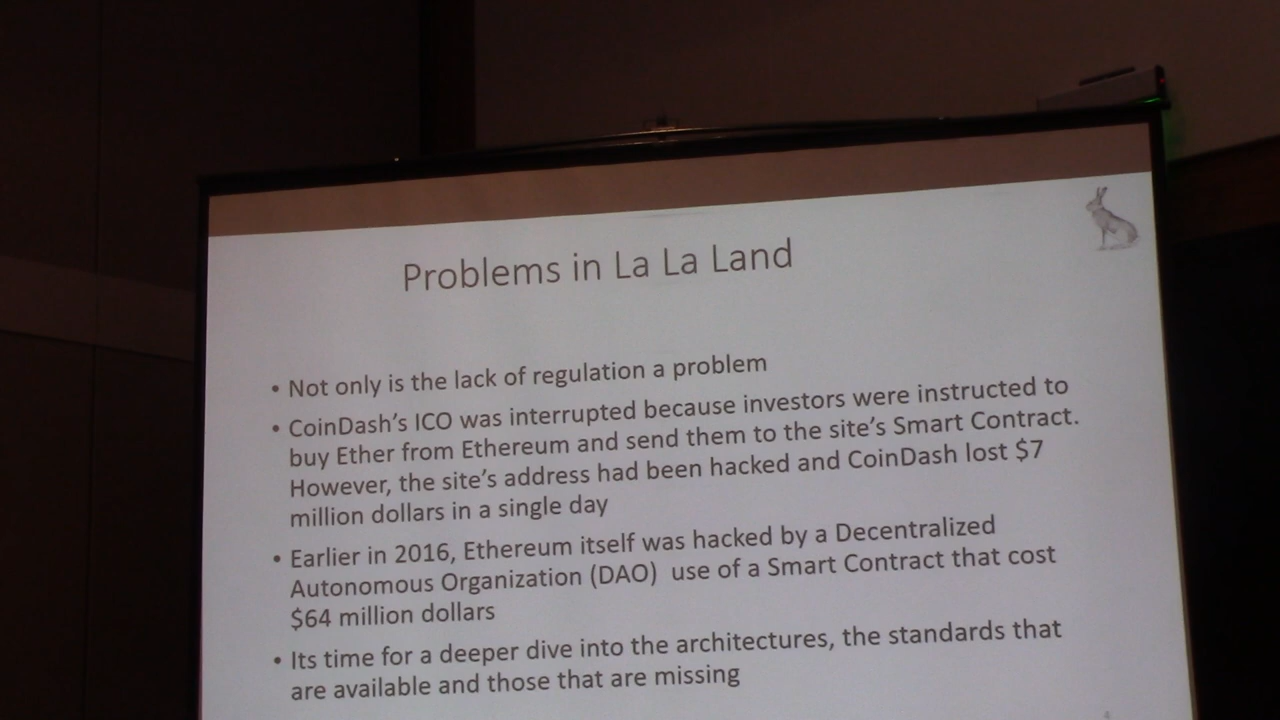 Problems in La La Land
• Not only is the lack of regulation a problem
• CoinDash's ICO was interrupted because investors were instructed to
buy Ether from Ethereum and send them to the site's Smart Contract.
However, the site's address had been hacked and CoinDash lost $7
million dollars in a single day
• Earlier in 2016, Ethereum itself was hacked by a Decentralized
Autonomous Organization (DAO)  use of a Smart Contract that cost
$64 million dollars
• Its time for a deeper dive into the architectures, the standards that
are available and those that are missing
4